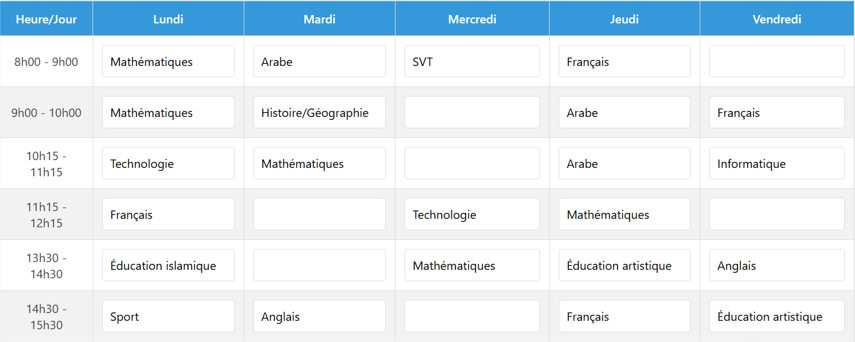 Heure/Jour Lundi Mardi Mercredi Jeudi Vendredi
8h00 - 9h00 Mathématiques Arabe SVT Français
9h00 - 10h00 Mathématiques Histoire/Géographie Arabe Français
10h15 -
11h15 Technologie Mathématiques Arabe Informatique
11h15 -
12h15 Français Technologie Mathématiques
13h30 -
14h30 Éducation islamique Mathématiques Éducation artistique Anglais
14h30 -
15h30 Sport Anglais Français Éducation artistique